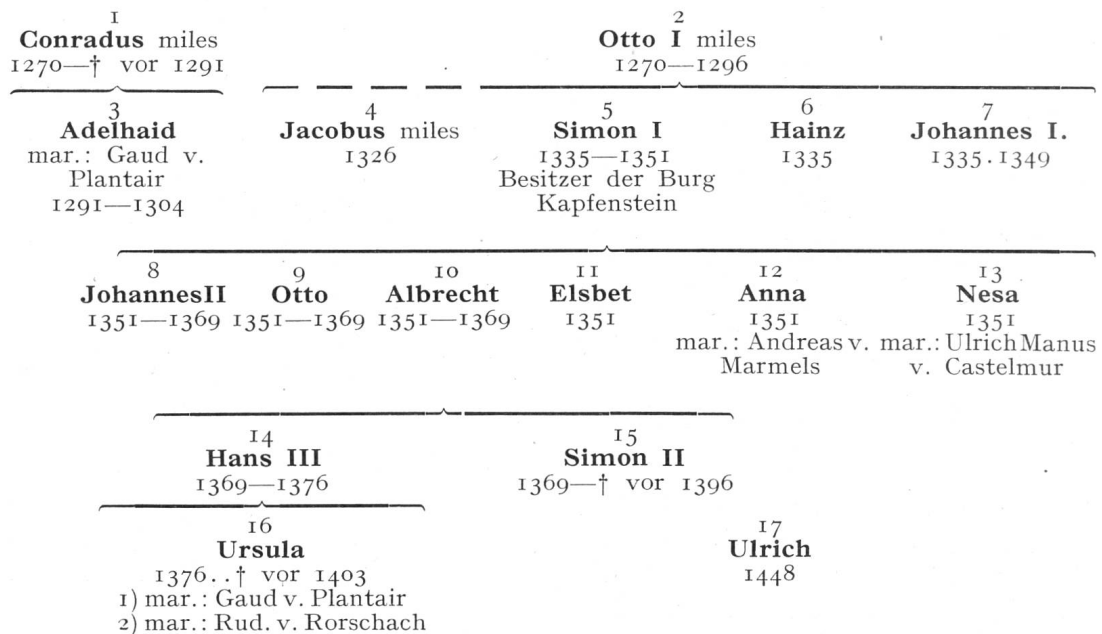 1 2
Conradus miles Otto I miles
1270—† vor 1291 1270—1296
3 4 5 6 7
Adelhaid Jacobus miles Simon I Hainz Johannes I.
mar.: Gaud v. 1326 1335—1351 1335 1335.1349
Plantair Besitzer der Burg
1291—1304 Kapfenstein
8 9 10 11 12 13
JohannesII Otto Albrecht Elsbet Anna Nesa
1351—1369 1351—1369 1351—1369 1351 1351 1351
mar.: Andreas v. mar.: Ulrich Manus
Marmels v. Castelmur
14 15
Hans III Simon II
1369—1376 1369—† vor 1396
16 17
Ursula Ulrich
1376..† vor 1403 1448
1) mar.: Gaud v. Plantair
2) mar.: Rud. v. Rorschach